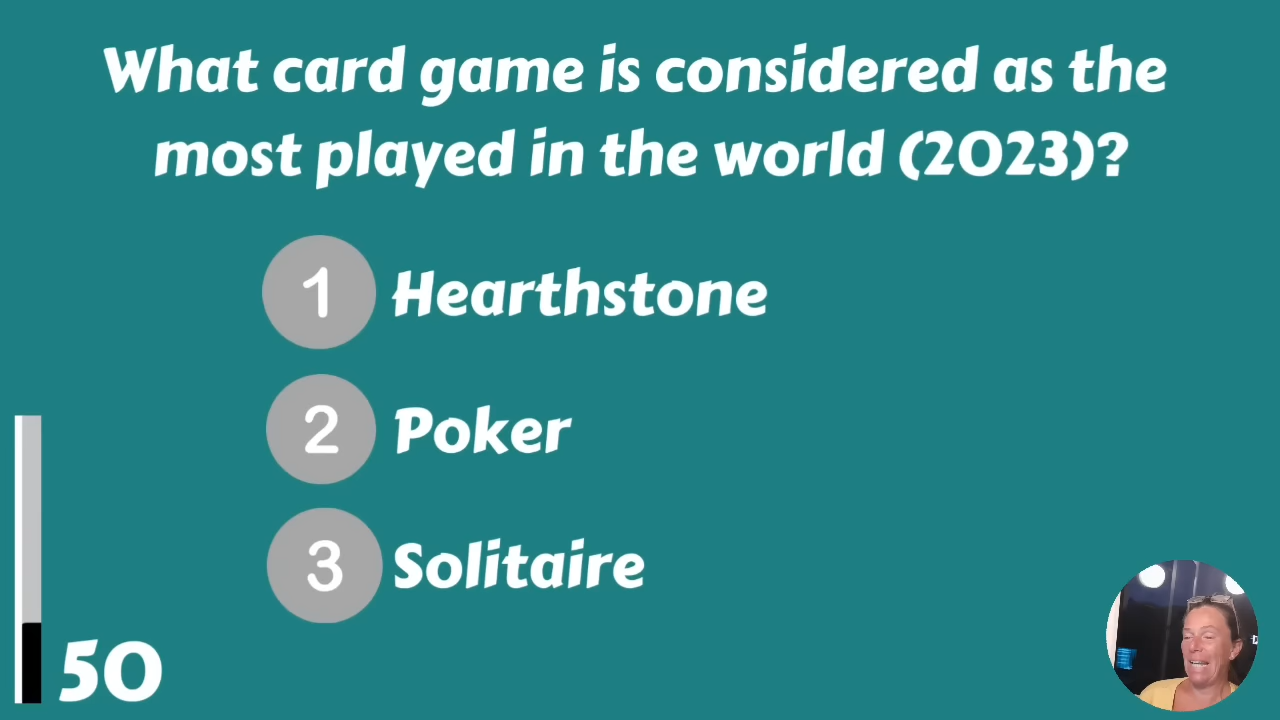 What card game is considered as the
most played in the world (2023)?
1 Hearthstone
2 Poker
3 Solitaire
50